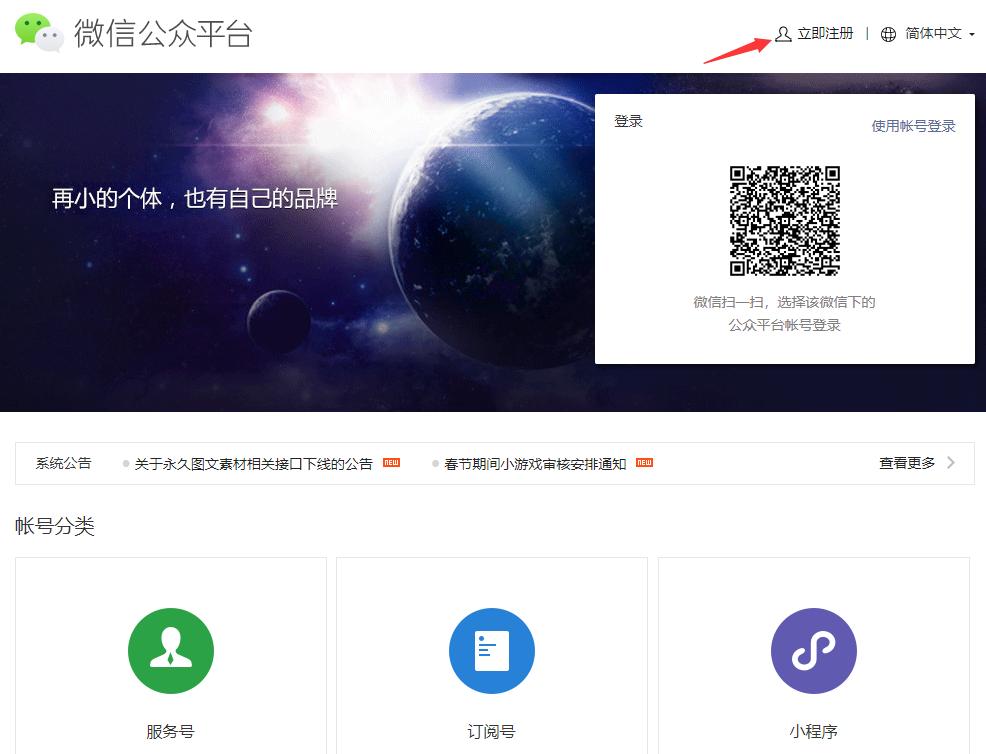 微信公众平台
立即注册 | 简体中文
登录
使用帐号登录
再小的个体，也有自己的品牌
微信扫一扫，选择该微信下的
公众平台帐号登录
系统公告 关于永久图文素材相关接口下线的公告 NEW 春节期间小游戏审核安排通知 NEW 查看更多
帐号分类
服务号 订阅号 小程序